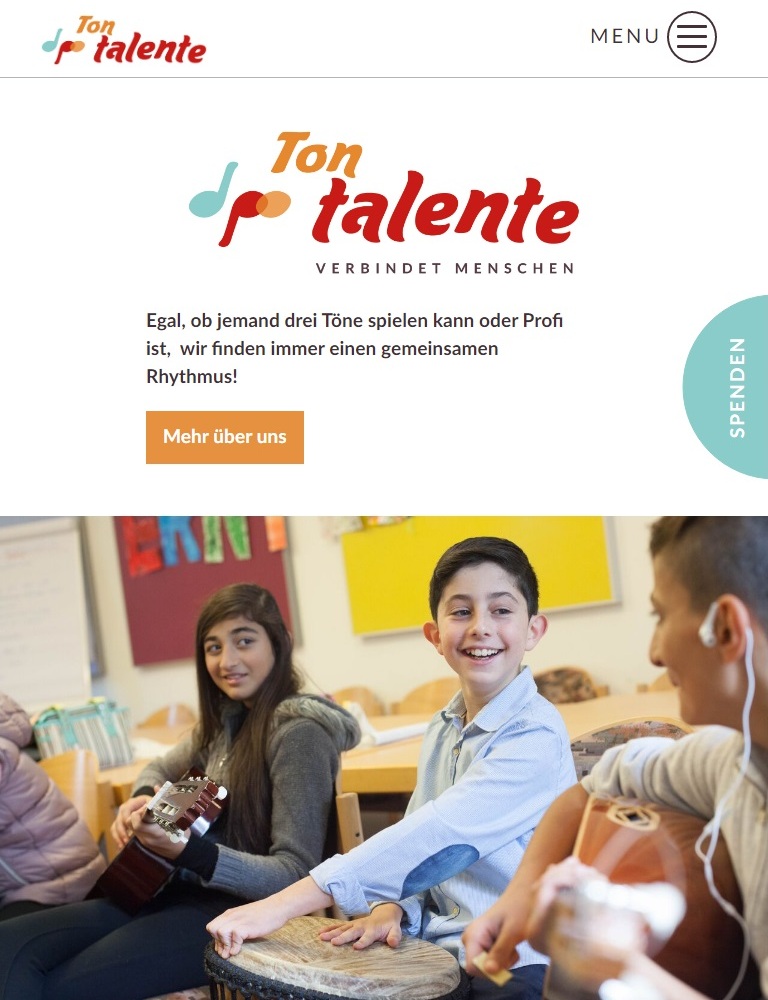 Ton
talente
MENU
Ton
talente
VERBINDET MENSCHEN
Egal, ob jemand drei Töne spielen kann oder Profi
ist,  wir finden immer einen gemeinsamen
Rhythmus!
Mehr über uns
SPENDEN